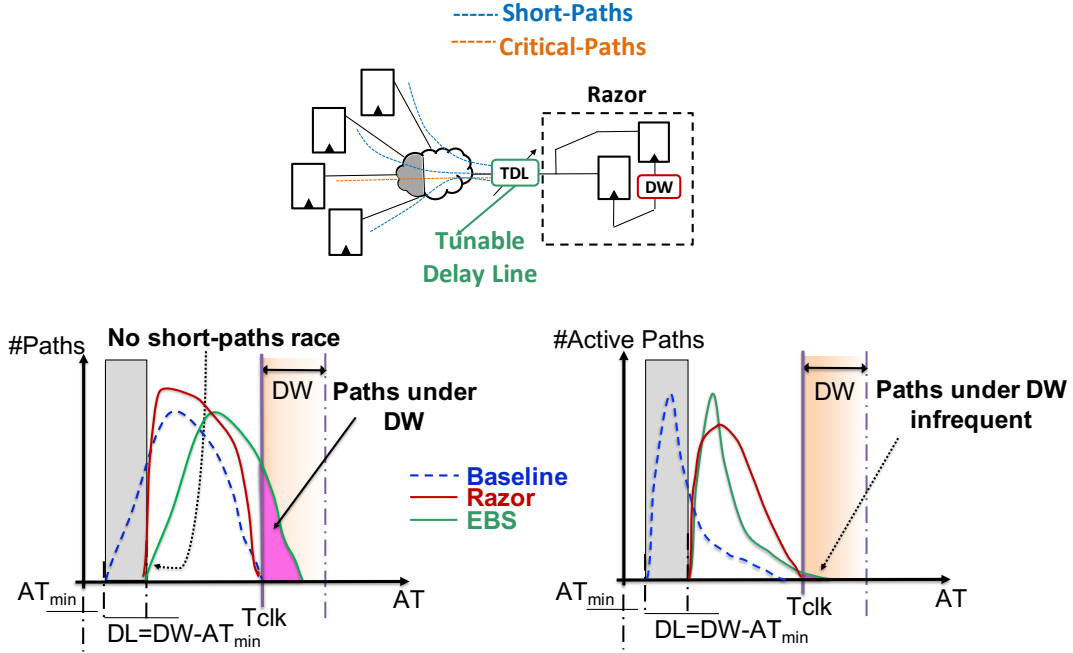 Short-Paths
Critical-Paths
Razor
TDL
DW
Tunable
Delay Line
#Paths
No short-paths race
DW
Paths under
DW
Baseline
Razor
EBS
AT
AT min
Tclk
DL=DW-AT min
#Active Paths
DW
Paths under DW
infrequent
AT
AT min
Tclk
DL=DW-AT min